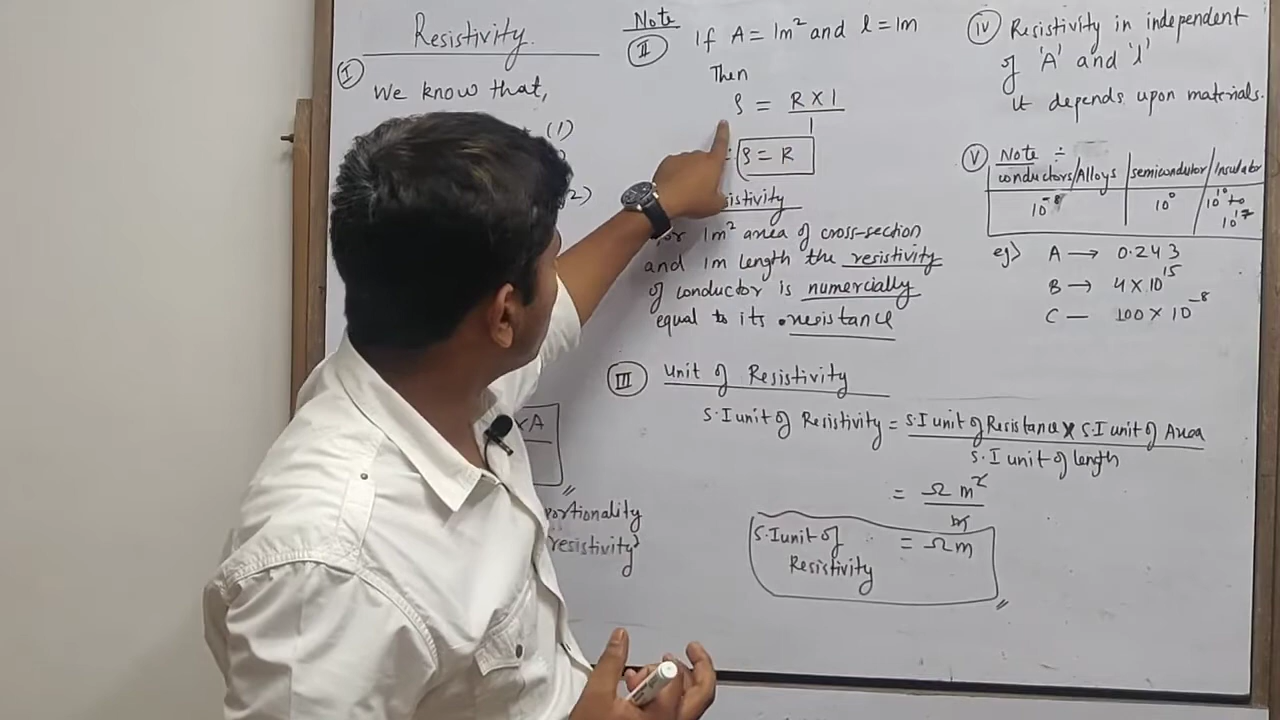 Resistivity.
I
We know that,
(1)
2)
×A
portionality
resistivity
Note
II If A = 1m² and l = 1m
Then
ρ = R × 1
1
= ρ = R
istivity
1m² area of cross-section
and 1m length the resistivity
of conductor is numercially
equal to its resistance
III Unit of Resistivity
S.I unit of Resistivity = S.I unit of Resistance × S.I unit of Area
S.I unit of length
= Ω m²
m
S.I unit of = Ωm
Resistivity
iv Resistivity in independent
of 'A' and 'l'
it depends upon materials.
V Note ÷
conductors/Alloys | semiconductor | Insulator
10⁻⁸ | 10⁰ | 10¹⁰ to
10¹⁷
eg> A → 0.243
B → 4 × 10¹⁵
C — 100 × 10⁻⁸